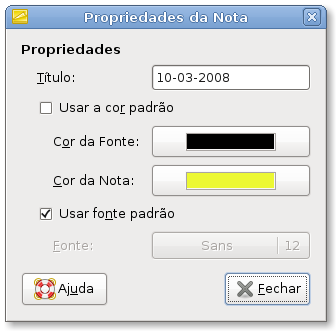 Propriedades da Nota
Propriedades
Título: 10-03-2008
Usar a cor padrão
Cor da Fonte:
Cor da Nota:
Usar fonte padrão
Fonte: Sans 12
Ajuda Fechar